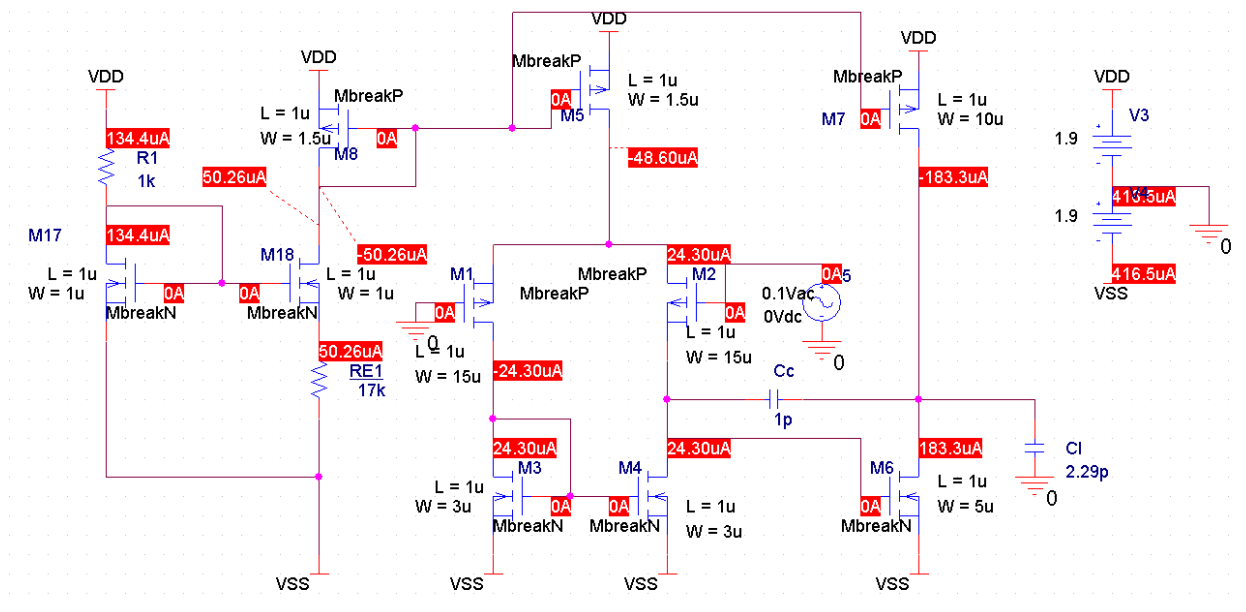 VDD
134.4uA
R1
1k
134.4uA
M17
L = 1u
W = 1u
0A
MbreakN
VDD
MbreakP
L = 1u
W = 1.5u
0A
M8
50.26uA
-50.26uA
M18
L = 1u
W = 1u
0A
MbreakN
50.26uA
RE1
17k
VSS
VDD
MbreakP
L = 1u
W = 1.5u
0A
M5
-48.60uA
M1
MbreakP
MbreakP
0A
0
L = 1u
W = 15u
-24.30uA
24.30uA
M2
0A
L = 1u
W = 15u
0A
5
0.1Vac
0Vdc
0
24.30uA
M3
L = 1u
W = 3u
0A
MbreakN
VSS
24.30uA
M4
L = 1u
W = 3u
0A
MbreakN
VSS
Cc
1p
VDD
MbreakP
L = 1u
W = 10u
M7
0A
-183.3uA
183.3uA
M6
L = 1u
W = 5u
0A
MbreakN
VSS
Cl
2.29p
0
VDD
V3
1.9
V4
1.9
0
416.5uA
VSS